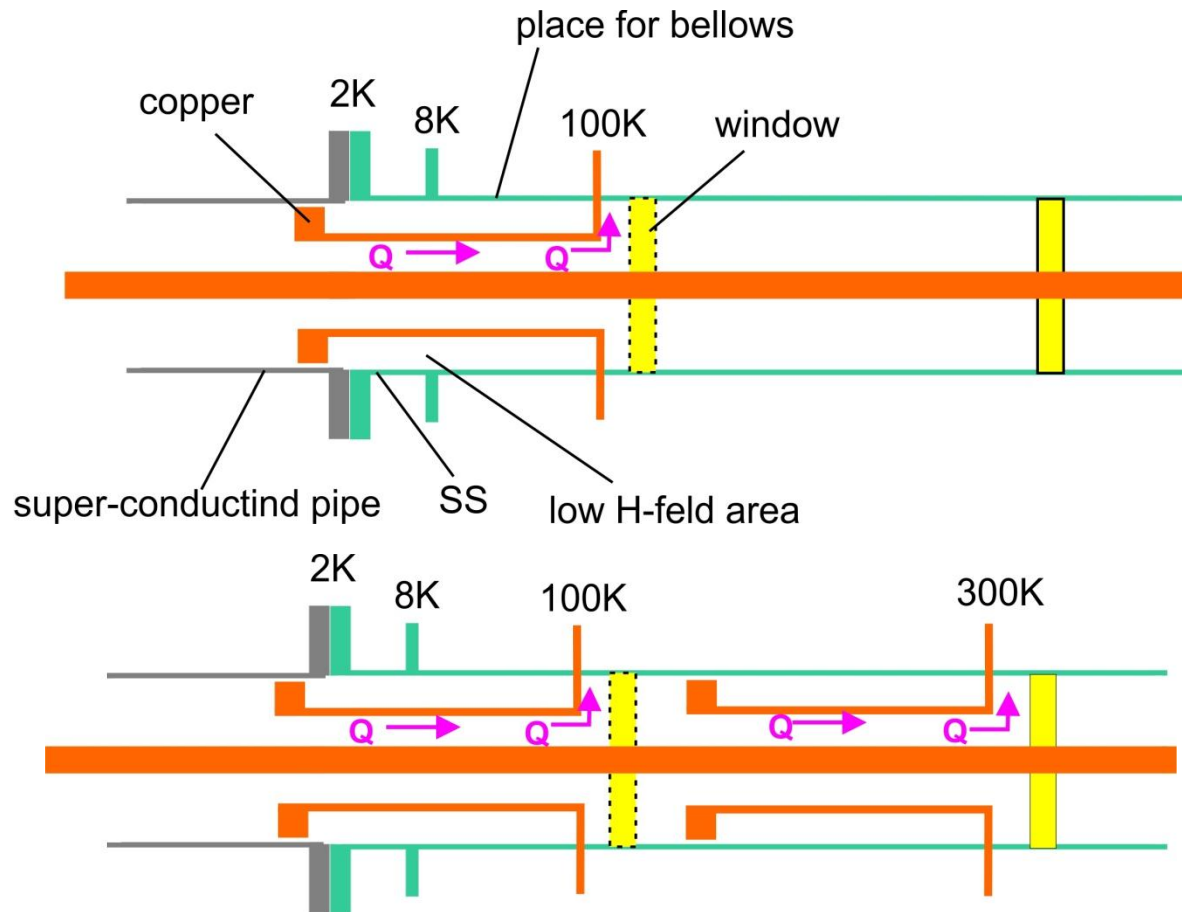 place for bellows
copper
2K
8K
100K
window
Q
Q
super-conductind pipe
SS
low H-feld area
2K
8K
100K
300K
Q
Q
Q
Q